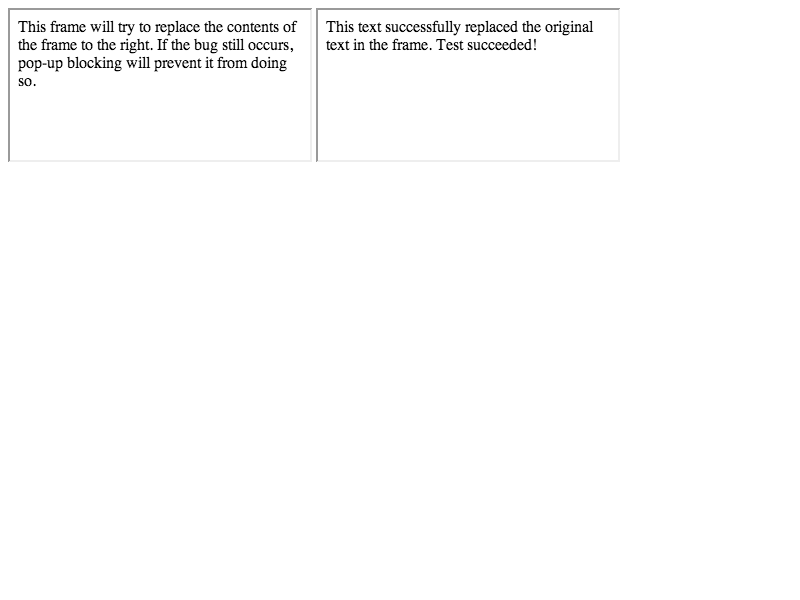 This frame will try to replace the contents of
the frame to the right. If the bug still occurs,
pop-up blocking will prevent it from doing
so.
This text successfully replaced the original
text in the frame. Test succeeded!